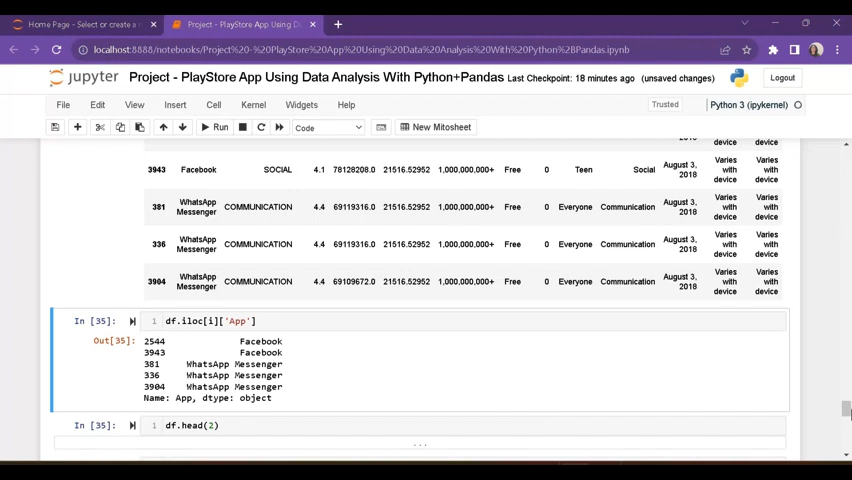 Home Page - Select or create a n
Project - PlayStore App Using Da
localhost:8888/notebooks/Project%20-%20PlayStore%20App%20Using%20Data%20Analysis%20With%20Python%2BPandas.ipynb
jupyter Project - PlayStore App Using Data Analysis With Python+Pandas Last Checkpoint: 18 minutes ago (unsaved changes) Logout
File Edit View Insert Cell Kernel Widgets Help Trusted Python 3 (ipykernel)
Run Code New Mitosheet
device device
3943 Facebook SOCIAL 4.1 78128208.0 21516.52952 1,000,000,000+ Free 0 Teen Social August 3, 2018 Varies with device Varies with device
381 WhatsApp Messenger COMMUNICATION 4.4 69119316.0 21516.52952 1,000,000,000+ Free 0 Everyone Communication August 3, 2018 Varies with device Varies with device
336 WhatsApp Messenger COMMUNICATION 4.4 69119316.0 21516.52952 1,000,000,000+ Free 0 Everyone Communication August 3, 2018 Varies with device Varies with device
3904 WhatsApp Messenger COMMUNICATION 4.4 69109672.0 21516.52952 1,000,000,000+ Free 0 Everyone Communication August 3, 2018 Varies with device Varies with device
In [35]: 1 df.iloc[i]['App']
Out[35]: 2544 Facebook
3943 Facebook
381 WhatsApp Messenger
336 WhatsApp Messenger
3904 WhatsApp Messenger
Name: App, dtype: object
In [35]: 1 df.head(2)
...